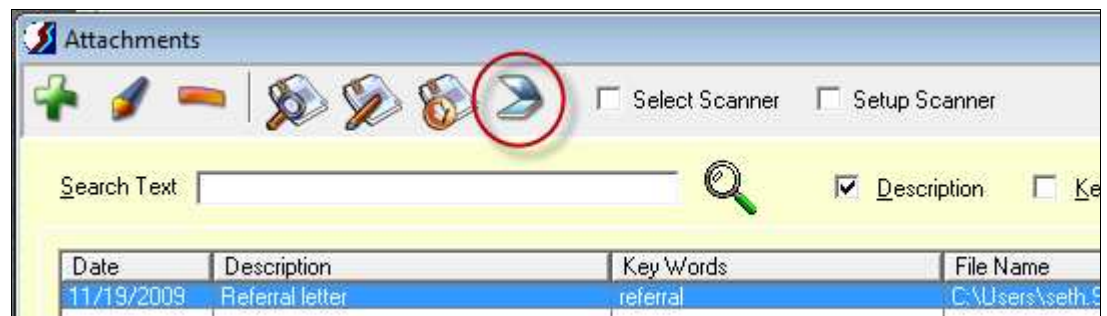 Attachments
Select Scanner Setup Scanner
Search Text Description Ke
Date Description Key Words File Name
11/19/2009 Referral letter referral C:\Users\seth.S